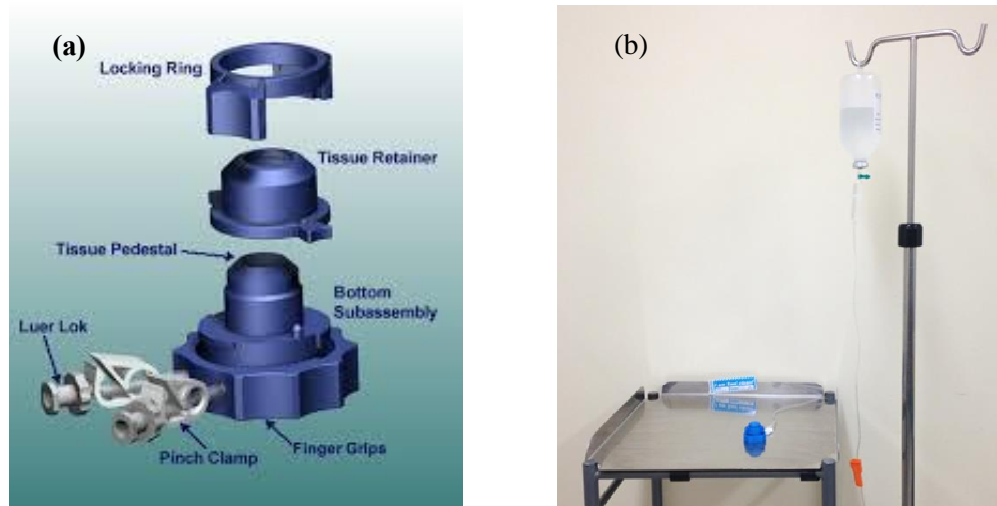 (a)
Locking Ring
Tissue Retainer
Tissue Pedestal
Bottom
Subassembly
Luer Lok
Pinch Clamp
Finger Grips
(b)